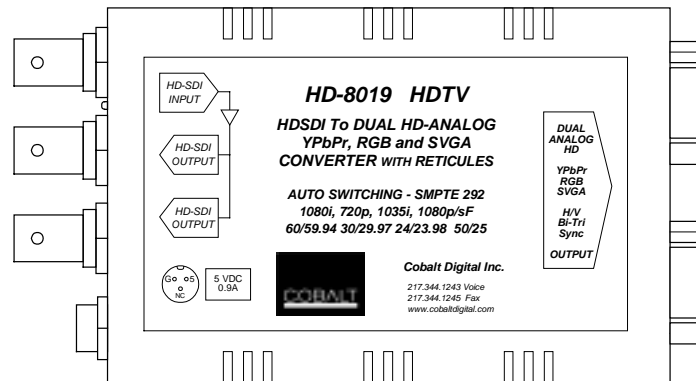 HD-SDI
INPUT
HD-SDI
OUTPUT
HD-SDI
OUTPUT
G 5
NC
5 VDC
0.9A
HD-8019 HDTV
HDSDI To DUAL HD-ANALOG
YPbPr, RGB and SVGA
CONVERTER WITH RETICULES
AUTO SWITCHING - SMPTE 292
1080i, 720p, 1035i, 1080p/sF
60/59.94 30/29.97 24/23.98 50/25
COBALT
Cobalt Digital Inc.
217.344.1243 Voice
217.344.1245 Fax
www.cobaltdigital.com
DUAL
ANALOG
HD
YPbPr
RGB
SVGA
H/V
Bi-Tri
Sync
OUTPUT